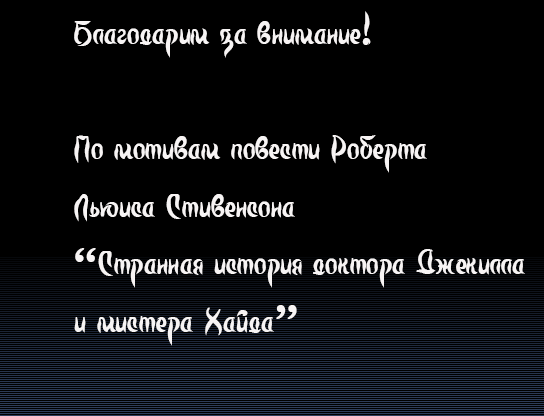 Благодарим за внимание!
По мотивам повести Роберта
Льюиса Стивенсона
“Странная история доктора Джекилла
и мистера Хайда”